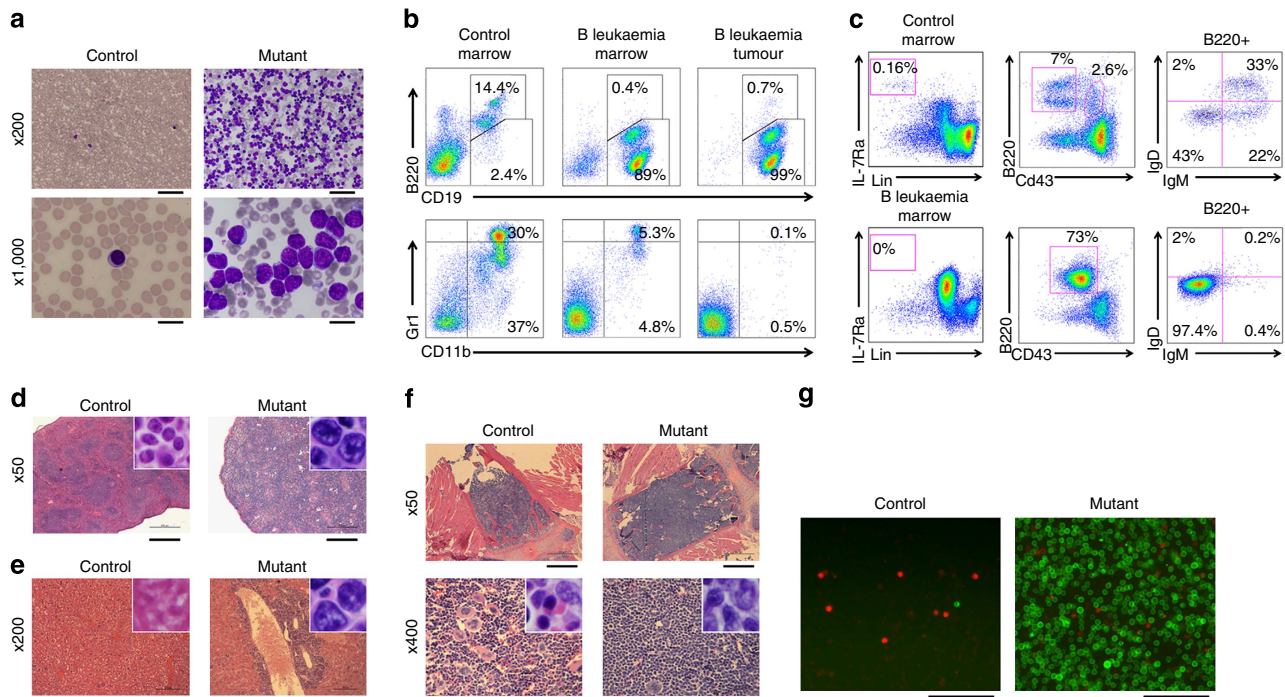 a
Control
Mutant
x200
x1,000
b
Control
marrow
B leukaemia
marrow
B leukaemia
tumour
14.4%
2.4%
0.4%
89%
0.7%
99%
B220
CD19
30%
37%
5.3%
4.8%
0.1%
0.5%
Gr1
CD11b
c
Control
marrow
0.16%
IL-7Ra
Lin
7%
2.6%
B220
Cd43
B220+
2%
33%
43%
22%
IgD
IgM
B leukaemia
marrow
0%
IL-7Ra
Lin
73%
B220
CD43
B220+
2%
0.2%
97.4%
0.4%
IgD
IgM
d
Control
Mutant
x50
e
Control
Mutant
x200
f
Control
Mutant
x50
x400
g
Control
Mutant